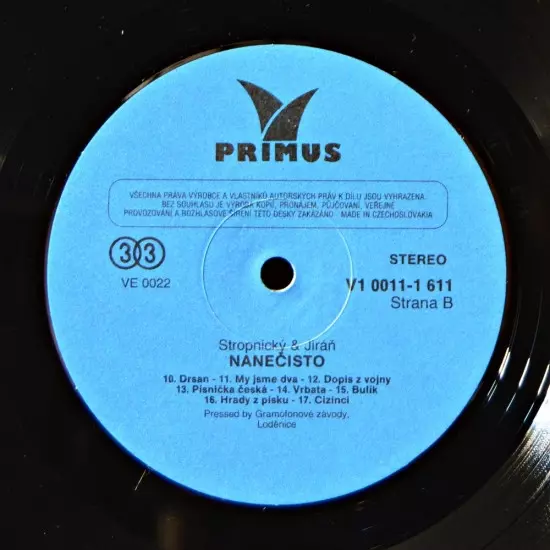 PRIMUS
VŠECHNA PRÁVA VÝROBCE A VLASTNÍKŮ AUTORSKÝCH PRÁV K DÍLU JSOU VYHRAZENA.
BEZ SOUHLASU JE VÝROBA KOPIÍ, PRONÁJEM, PŮJČOVÁNÍ, VEŘEJNÉ
PROVOZOVÁNÍ A ROZHLASOVÉ ŠÍŘENÍ TÉTO DESKY ZAKÁZÁNO MADE IN CZECHOSLOVAKIA
33
VE 0022
STEREO
V1 0011-1 611
Strana B
Stropnický & Jiráň
NANEČISTO
10. Drsan - 11. My jsme dva - 12. Dopis z vojny
13. Písnička česká - 14. Vrbata - 15. Bulík
16. Hrady z písku - 17. Cizinci
Pressed by Gramofonové závody,
Loděnice